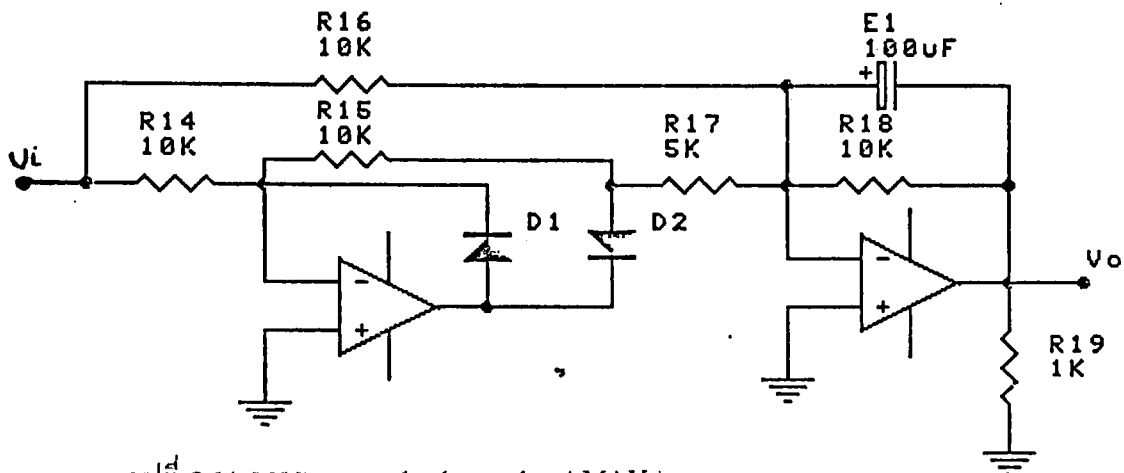 R16
10K
E1
100uF
+
R14
10K
R15
10K
R17
5K
R18
10K
Vi
D1
D2
-
+
-
+
Vo
R19
1K